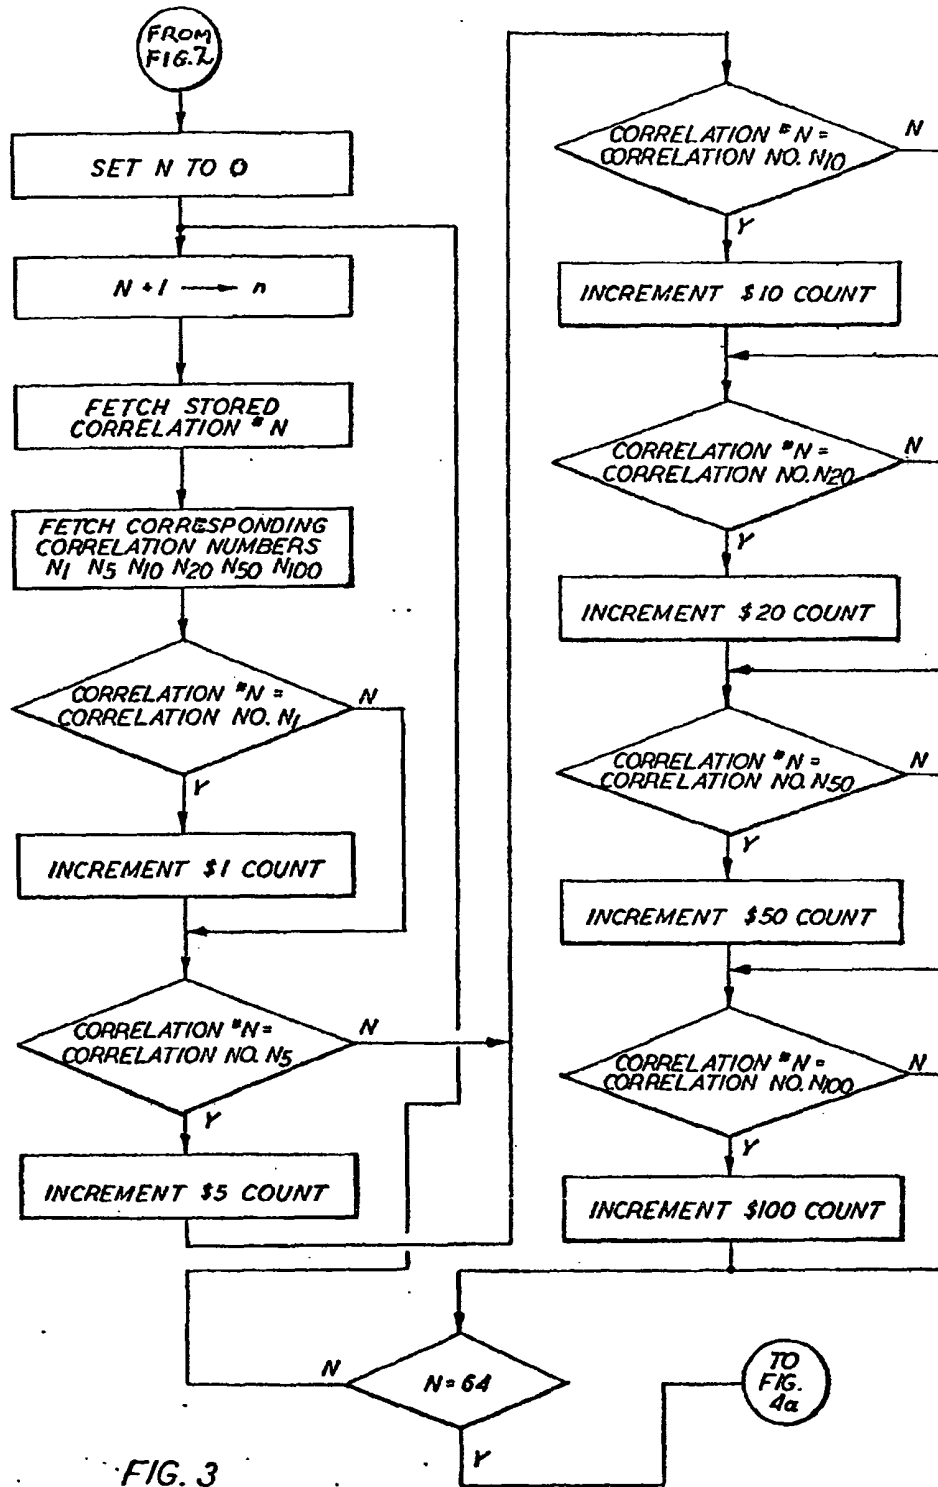 FROM
FIG. 2
SET N TO 0
N + 1 → n
FETCH STORED
CORRELATION # N
FETCH CORRESPONDING
CORRELATION NUMBERS
N1 N5 N10 N20 N50 N100
CORRELATION #N =
CORRELATION NO. N1
N
Y
INCREMENT $1 COUNT
CORRELATION #N =
CORRELATION NO. N5
N
Y
INCREMENT $5 COUNT
CORRELATION #N =
CORRELATION NO. N10
N
Y
INCREMENT $10 COUNT
CORRELATION #N =
CORRELATION NO. N20
N
Y
INCREMENT $20 COUNT
CORRELATION #N =
CORRELATION NO. N50
N
Y
INCREMENT $50 COUNT
CORRELATION #N =
CORRELATION NO. N100
N
Y
INCREMENT $100 COUNT
N = 64
N
Y
TO
FIG.
4a
FIG. 3